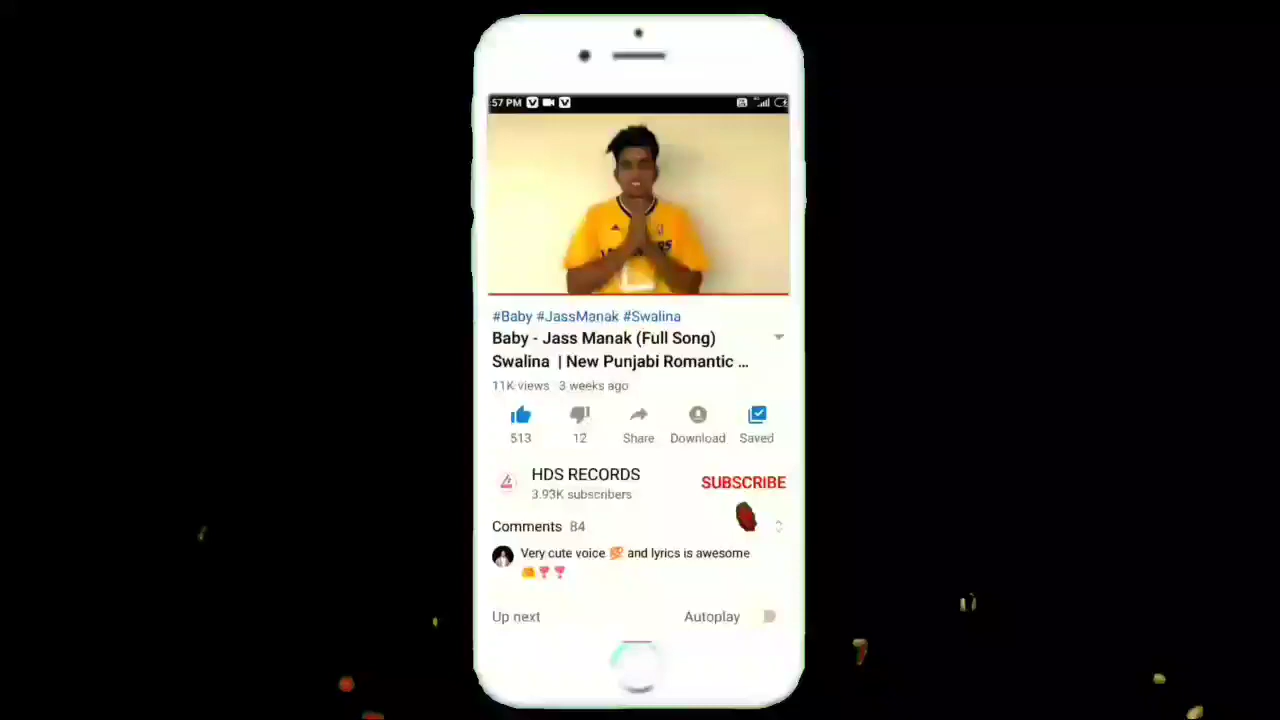 :57 PM
#Baby #JassManak #Swalina
Baby - Jass Manak (Full Song)
Swalina | New Punjabi Romantic ...
11K views 3 weeks ago
513 12 Share Download Saved
HDS RECORDS
SUBSCRIBE
3.93K subscribers
Comments 84
Very cute voice 💯 and lyrics is awesome
Up next Autoplay